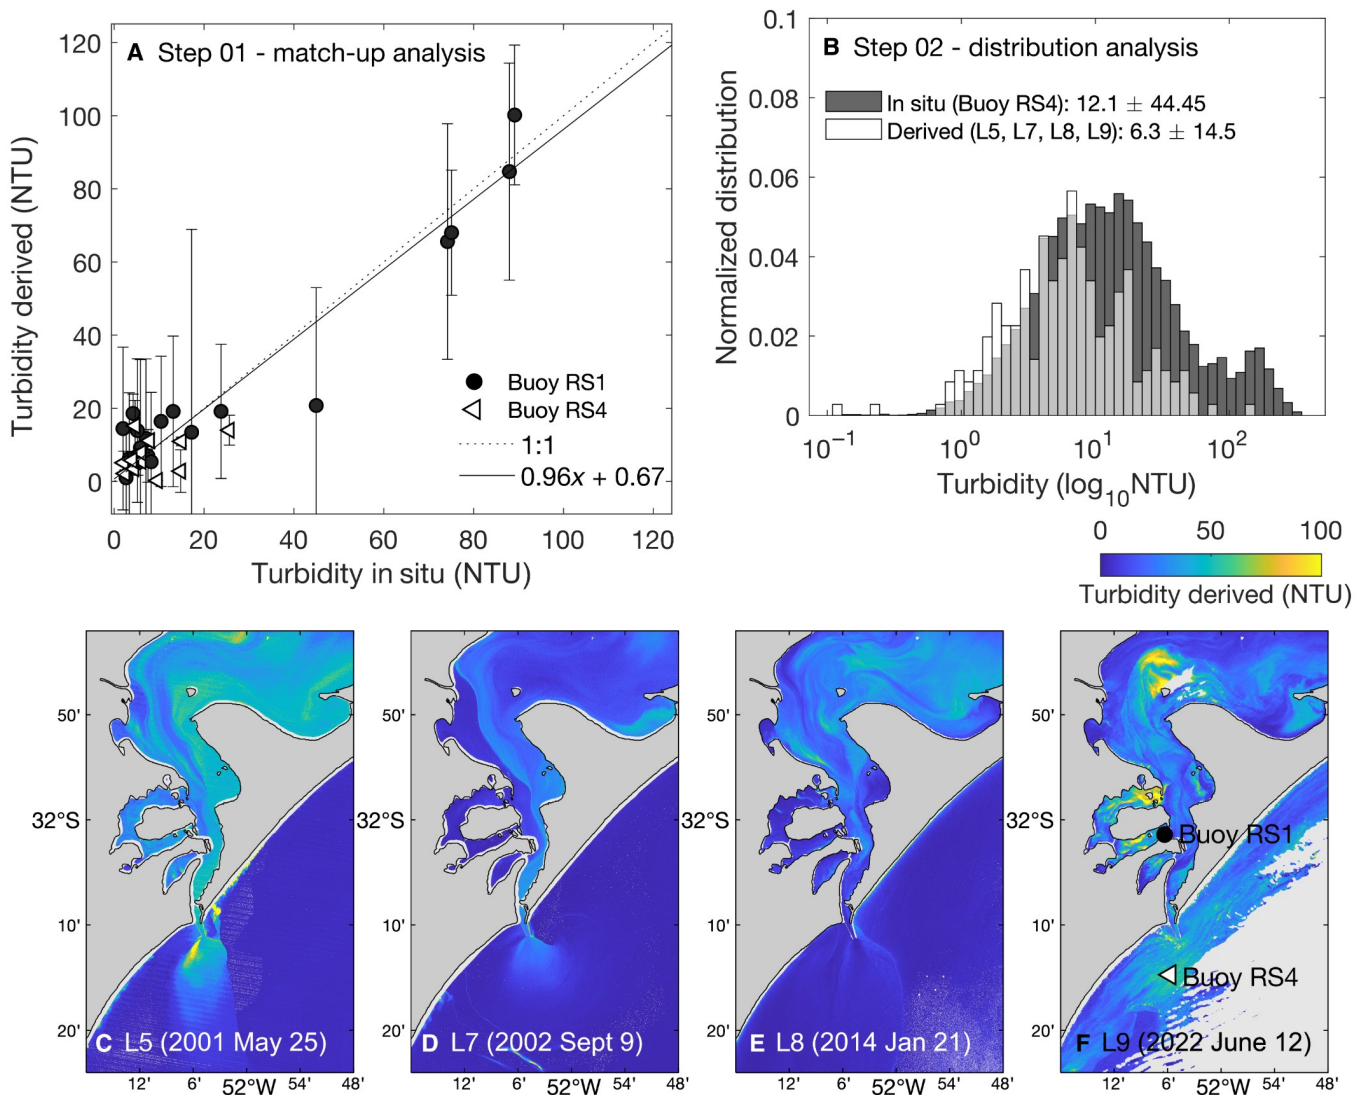 A Step 01 - match-up analysis
Turbidity derived (NTU)
120
100
80
60
40
20
0
Buoy RS1
Buoy RS4
1:1
0.96x + 0.67
0 20 40 60 80 100 120
Turbidity in situ (NTU)
B Step 02 - distribution analysis
In situ (Buoy RS4): 12.1 ± 44.45
Derived (L5, L7, L8, L9): 6.3 ± 14.5
Normalized distribution
0.1
0.08
0.06
0.04
0.02
0
10⁻¹ 10⁰ 10¹ 10²
Turbidity (log₁₀NTU)
0 50 100
Turbidity derived (NTU)
50'
32°S
10'
20'
C L5 (2001 May 25)
12' 6' 52°W 54' 48'
50'
32°S
10'
20'
D L7 (2002 Sept 9)
12' 6' 52°W 54' 48'
50'
32°S
10'
20'
E L8 (2014 Jan 21)
12' 6' 52°W 54' 48'
50'
32°S
10'
20'
Buoy RS1
Buoy RS4
F L9 (2022 June 12)
12' 6' 52°W 54' 48'